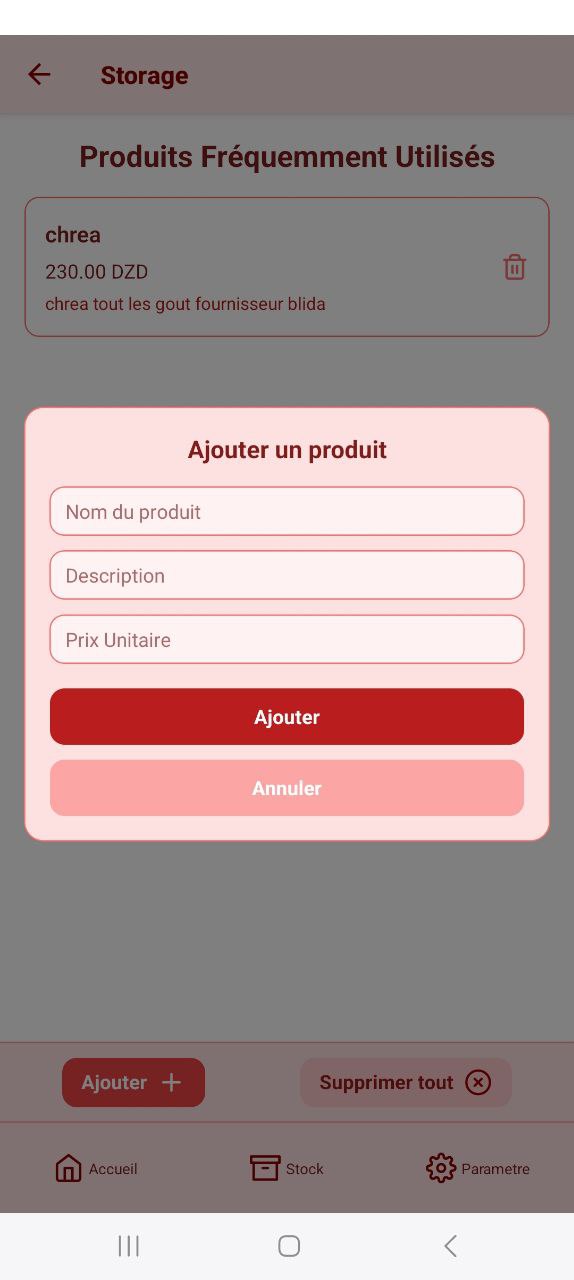 Storage
Produits Fréquemment Utilisés
chrea
230.00 DZD
chrea tout les gout fournisseur blida
Ajouter un produit
Nom du produit
Description
Prix Unitaire
Ajouter
Annuler
Ajouter
Supprimer tout
Accueil
Stock
Parametre